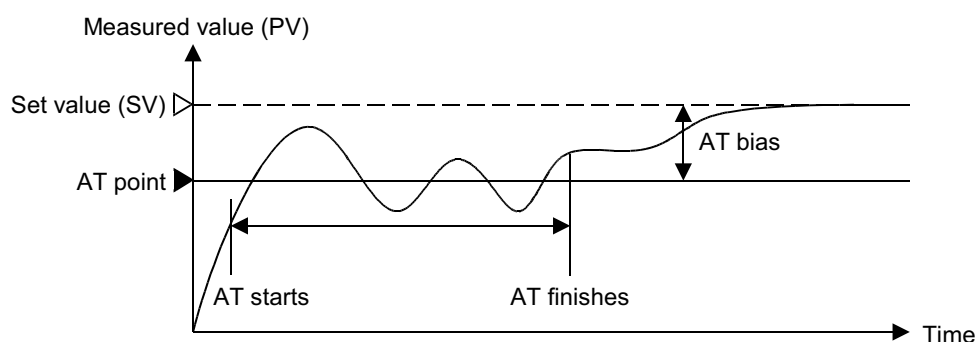 Measured value (PV)
Set value (SV)
AT bias
AT point
AT starts
AT finishes
Time